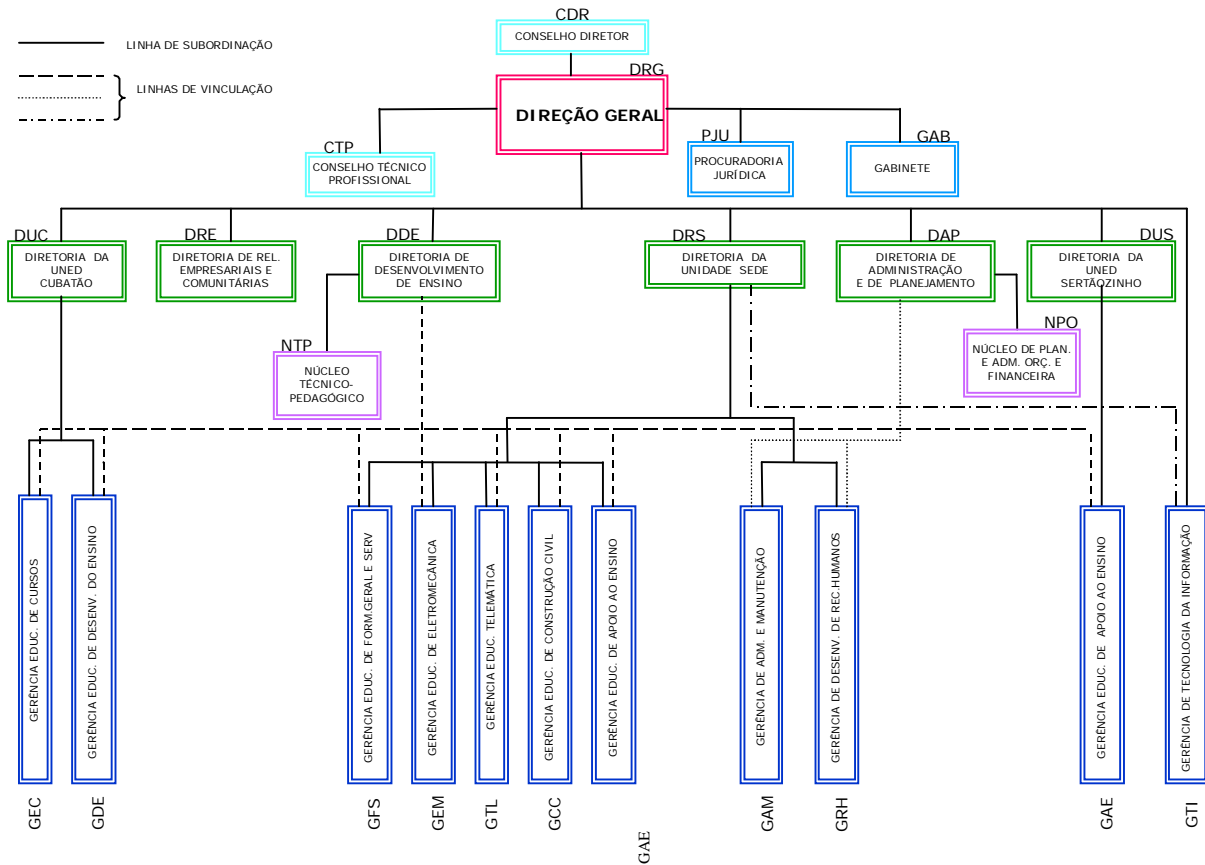 CDR
CONSELHO DIRETOR
LINHA DE SUBORDINAÇÃO
LINHAS DE VINCULAÇÃO
DRG
DIREÇÃO GERAL
CTP
CONSELHO TÉCNICO
PROFISSIONAL
PJU
PROCURADORIA
JURÍDICA
GAB
GABINETE
DUC
DIRETORIA DA
UNED
CUBATÃO
DRE
DIRETORIA DE REL.
EMPRESARIAIS E
COMUNITÁRIAS
DDE
DIRETORIA DE
DESENVOLVIMENTO
DE ENSINO
DRS
DIRETORIA DA
UNIDADE SEDE
DAP
DIRETORIA DE
ADMINISTRAÇÃO
E DE PLANEJAMENTO
DUS
DIRETORIA DA
UNED
SERTÃOZINHO
NTP
NÚCLEO
TÉCNICO-
PEDAGÓGICO
NPO
NÚCLEO DE PLAN.
E ADM. ORÇ. E
FINANCEIRA
GERÊNCIA EDUC. DE CURSOS
GERÊNCIA EDUC. DE DESENV. DO ENSINO
GERÊNCIA EDUC. DE FORM.GERAL E SERV
GERÊNCIA EDUC. DE ELETROMECÂNICA
GERÊNCIA EDUC. TELEMÁTICA
GERÊNCIA EDUC. DE CONSTRUÇÃO CIVIL
GERÊNCIA EDUC. DE APOIO AO ENSINO
GERÊNCIA DE ADM. E MANUTENÇÃO
GERÊNCIA DE DESENV. DE REC.HUMANOS
GERÊNCIA EDUC. DE APOIO AO ENSINO
GERÊNCIA DE TECNOLOGIA DA INFORMAÇÃO
GEC
GDE
GFS
GEM
GTL
GCC
GAE
GAM
GRH
GAE
GTI